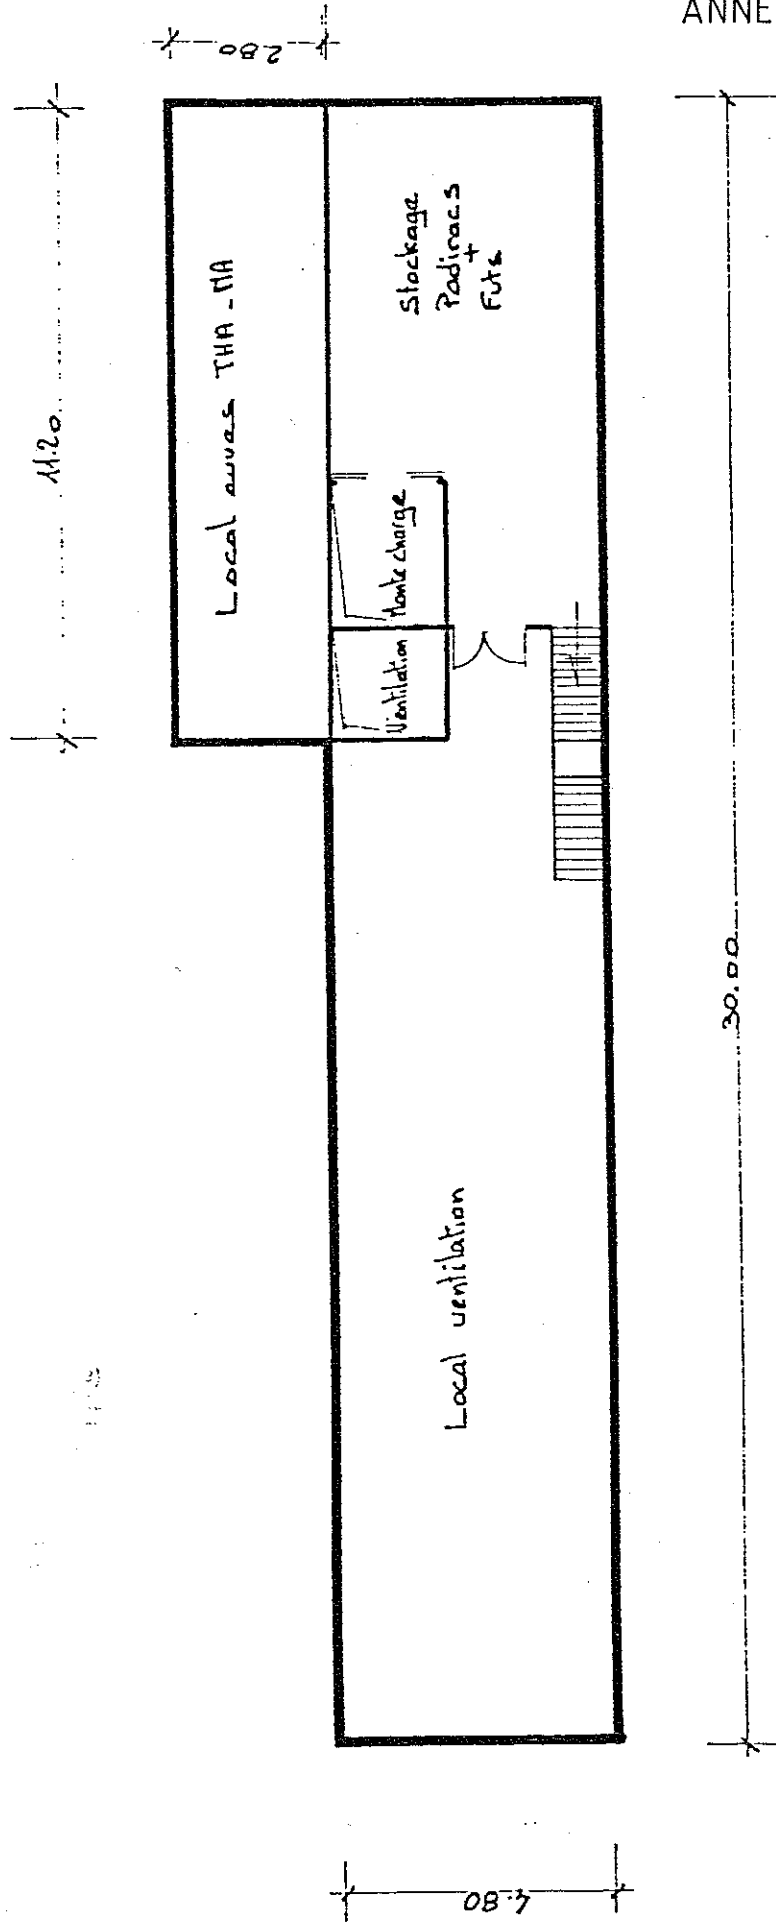 ANNE
2.80
11.20
Local cuves THA - MA
Stockage
Padiracs
+
Futs
Monte charge
Ventilation
30.00
Local ventilation
4.80